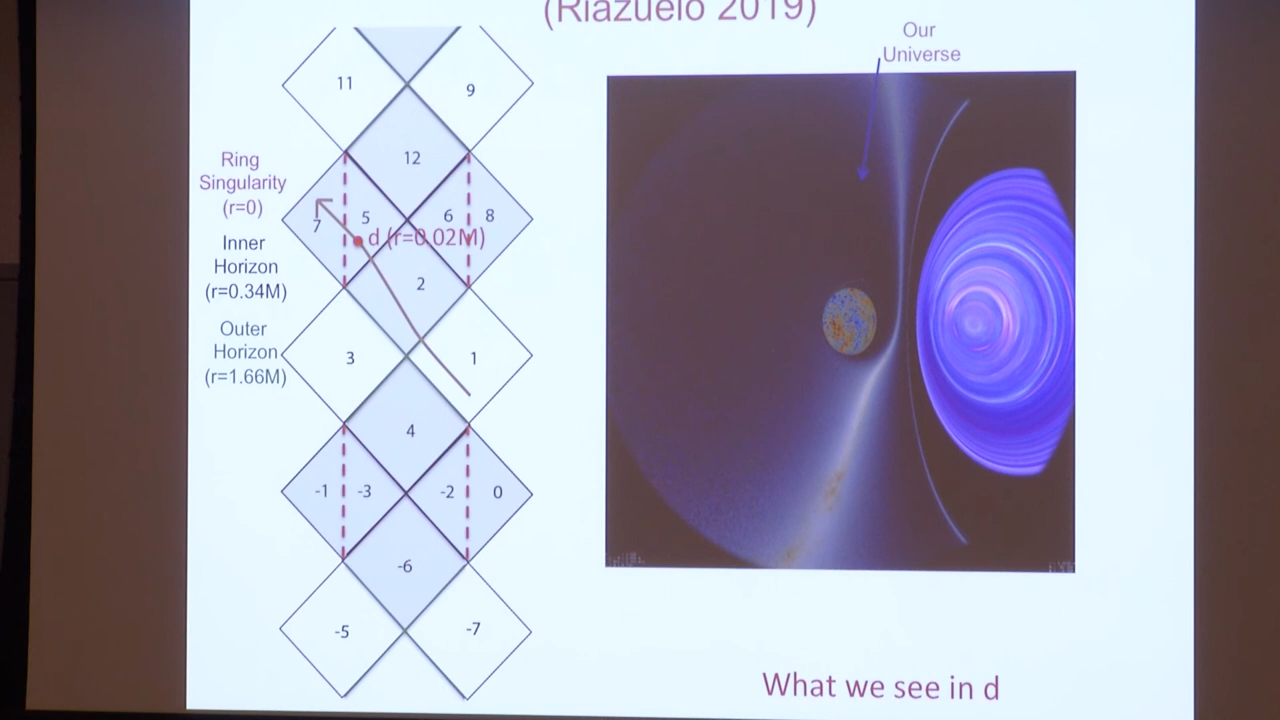 (Riazuelo 2019)
Our
Universe
11
9
12
Ring
Singularity
(r=0)
7
5
6
8
d (r=0.02M)
Inner
Horizon
(r=0.34M)
2
Outer
Horizon
(r=1.66M)
3
1
4
-1
-3
-2
0
-6
-5
-7
What we see in d